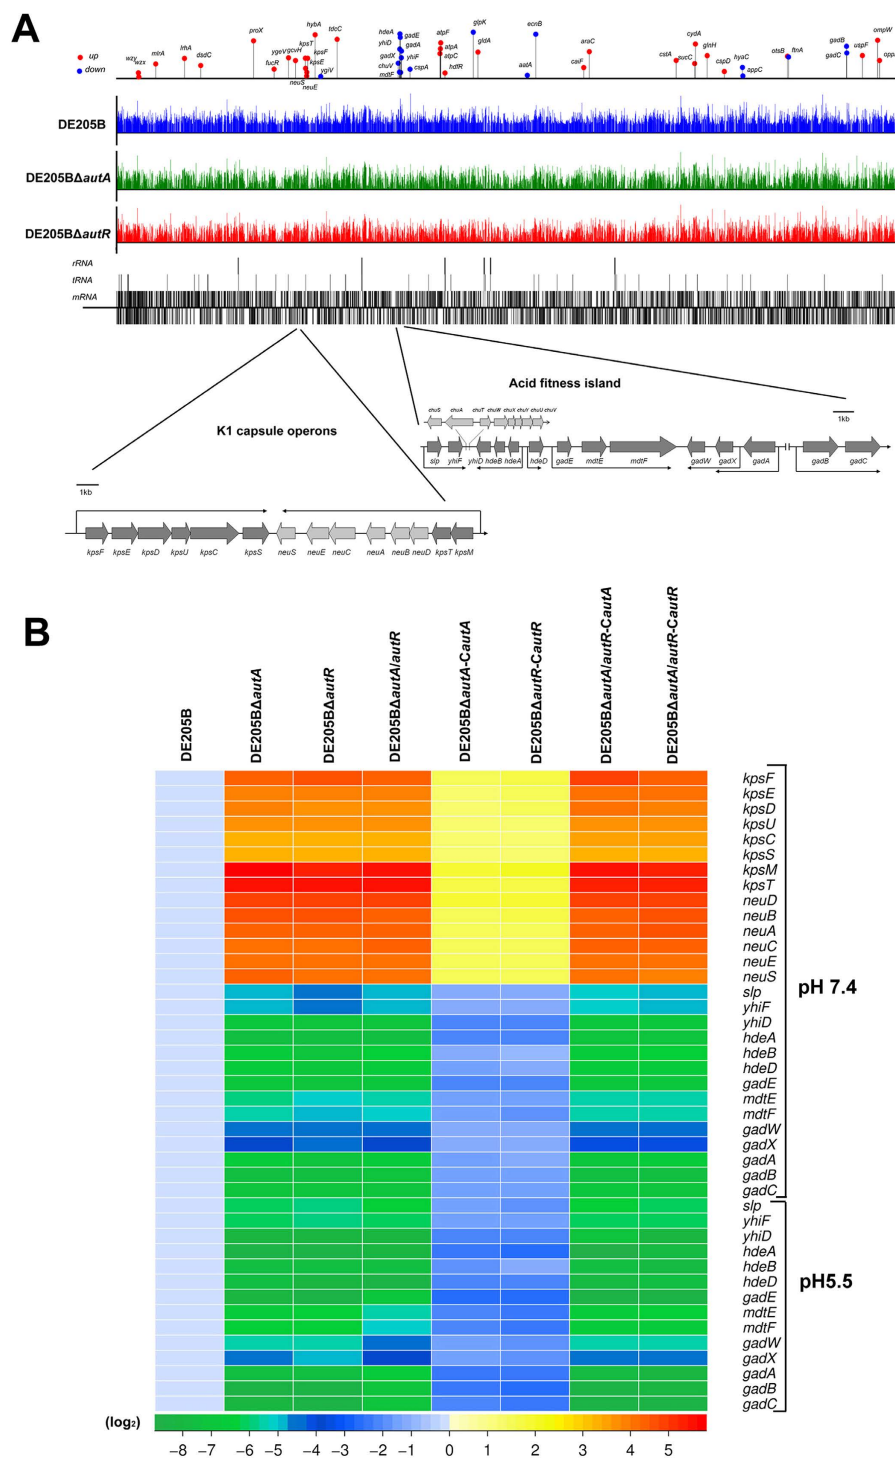 A
up
down
wzy
wzx
mlrA
lrhA
dsdC
proX
fucR
ygeV
gcvH
kpsT
hybA
kpsF
kpsE
neuS
neuE
ygiV
tdcC
hdeA
gadE
yhiD
gadA
gadX
yhiF
chuV
cspA
mdtF
atpF
atpA
atpC
hdfR
glpK
gldA
aatA
ecnB
caiF
araC
cstA
cydA
sucC
glnH
cspD
hyaC
appC
otsB
ftnA
gadB
gadC
uspF
ompW
opp
DE205B
DE205BΔautA
DE205BΔautR
rRNA
tRNA
mRNA
Acid fitness island
1kb
chuS chuA chuT chuW chuX chuY chuU chuV
slp yhiF yhiD hdeB hdeA hdeD gadE mdtE mdtF gadW gadX gadA gadB gadC
K1 capsule operons
1kb
kpsF kpsE kpsD kpsU kpsC kpsS neuS neuE neuC neuA neuB neuD kpsT kpsM
B
DE205B
DE205BΔautA
DE205BΔautR
DE205BΔautA/autR
DE205BΔautA-CautA
DE205BΔautR-CautR
DE205BΔautA/autR-CautA
DE205BΔautA/autR-CautR
kpsF
kpsE
kpsD
kpsU
kpsC
kpsS
kpsM
kpsT
neuD
neuB
neuA
neuC
neuE
neuS
slp
yhiF
yhiD
hdeA
hdeB
hdeD
gadE
mdtE
mdtF
gadW
gadX
gadA
gadB
gadC
pH 7.4
slp
yhiF
yhiD
hdeA
hdeB
hdeD
gadE
mdtE
mdtF
gadW
gadX
gadA
gadB
gadC
pH5.5
(log₂)
−8 −7 −6 −5 −4 −3 −2 −1 0 1 2 3 4 5